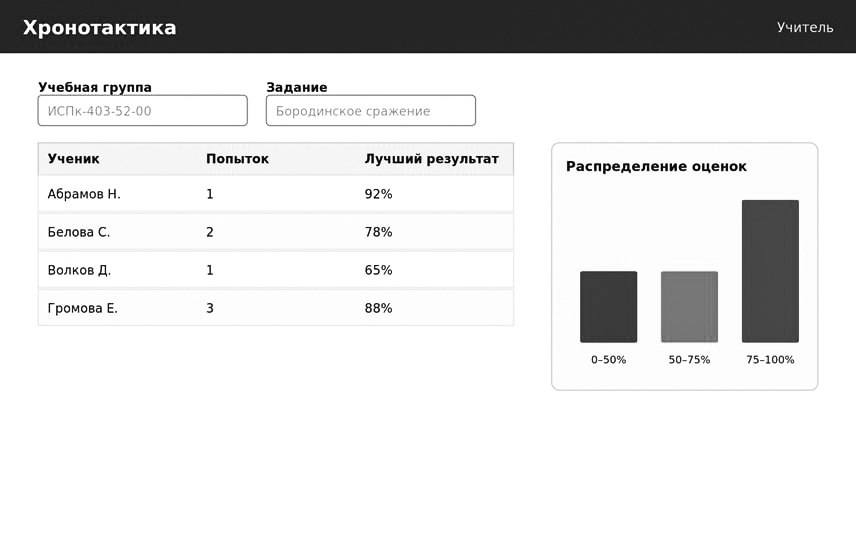 Хронотактика
Учитель
Учебная группа
Задание
ИСПк-403-52-00
Бородинское сражение
Ученик Попыток Лучший результат
Абрамов Н. 1 92%
Белова С. 2 78%
Волков Д. 1 65%
Громова Е. 3 88%
Распределение оценок
0–50% 50–75% 75–100%